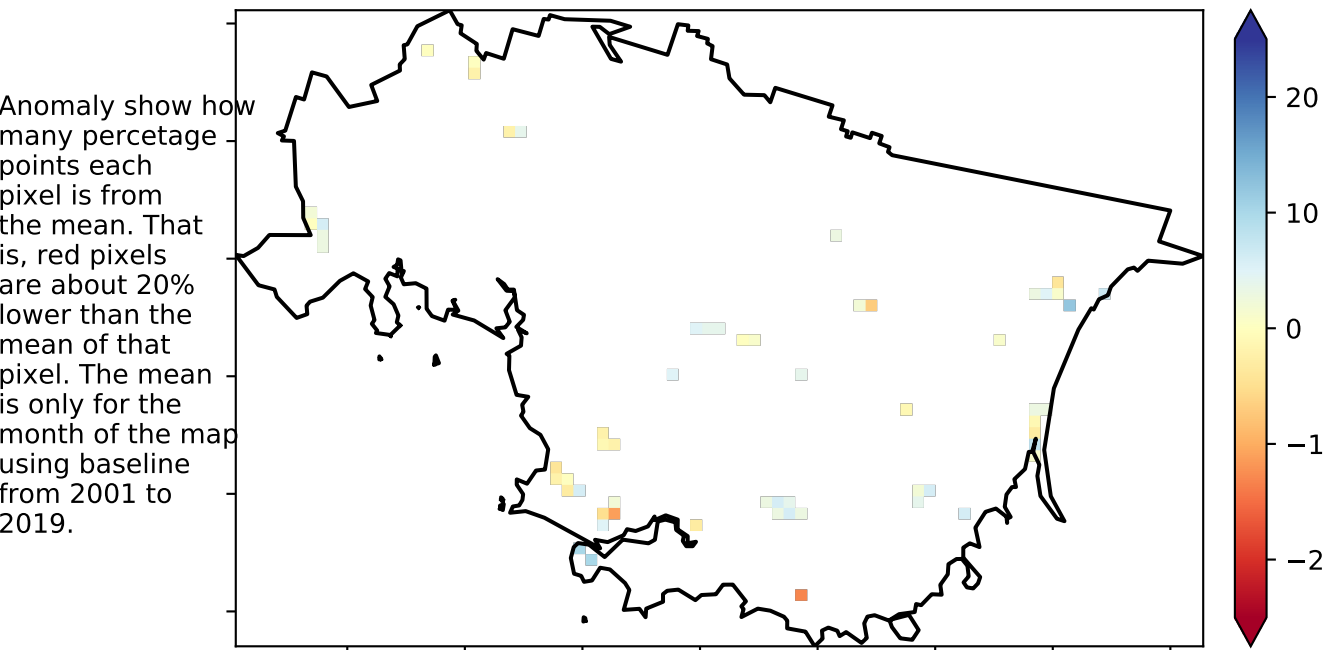 Anomaly show how
many percetage
points each
pixel is from
the mean. That
is, red pixels
are about 20%
lower than the
mean of that
pixel. The mean
is only for the
month of the map
using baseline
from 2001 to
2019.
20
10
0
−1
−2